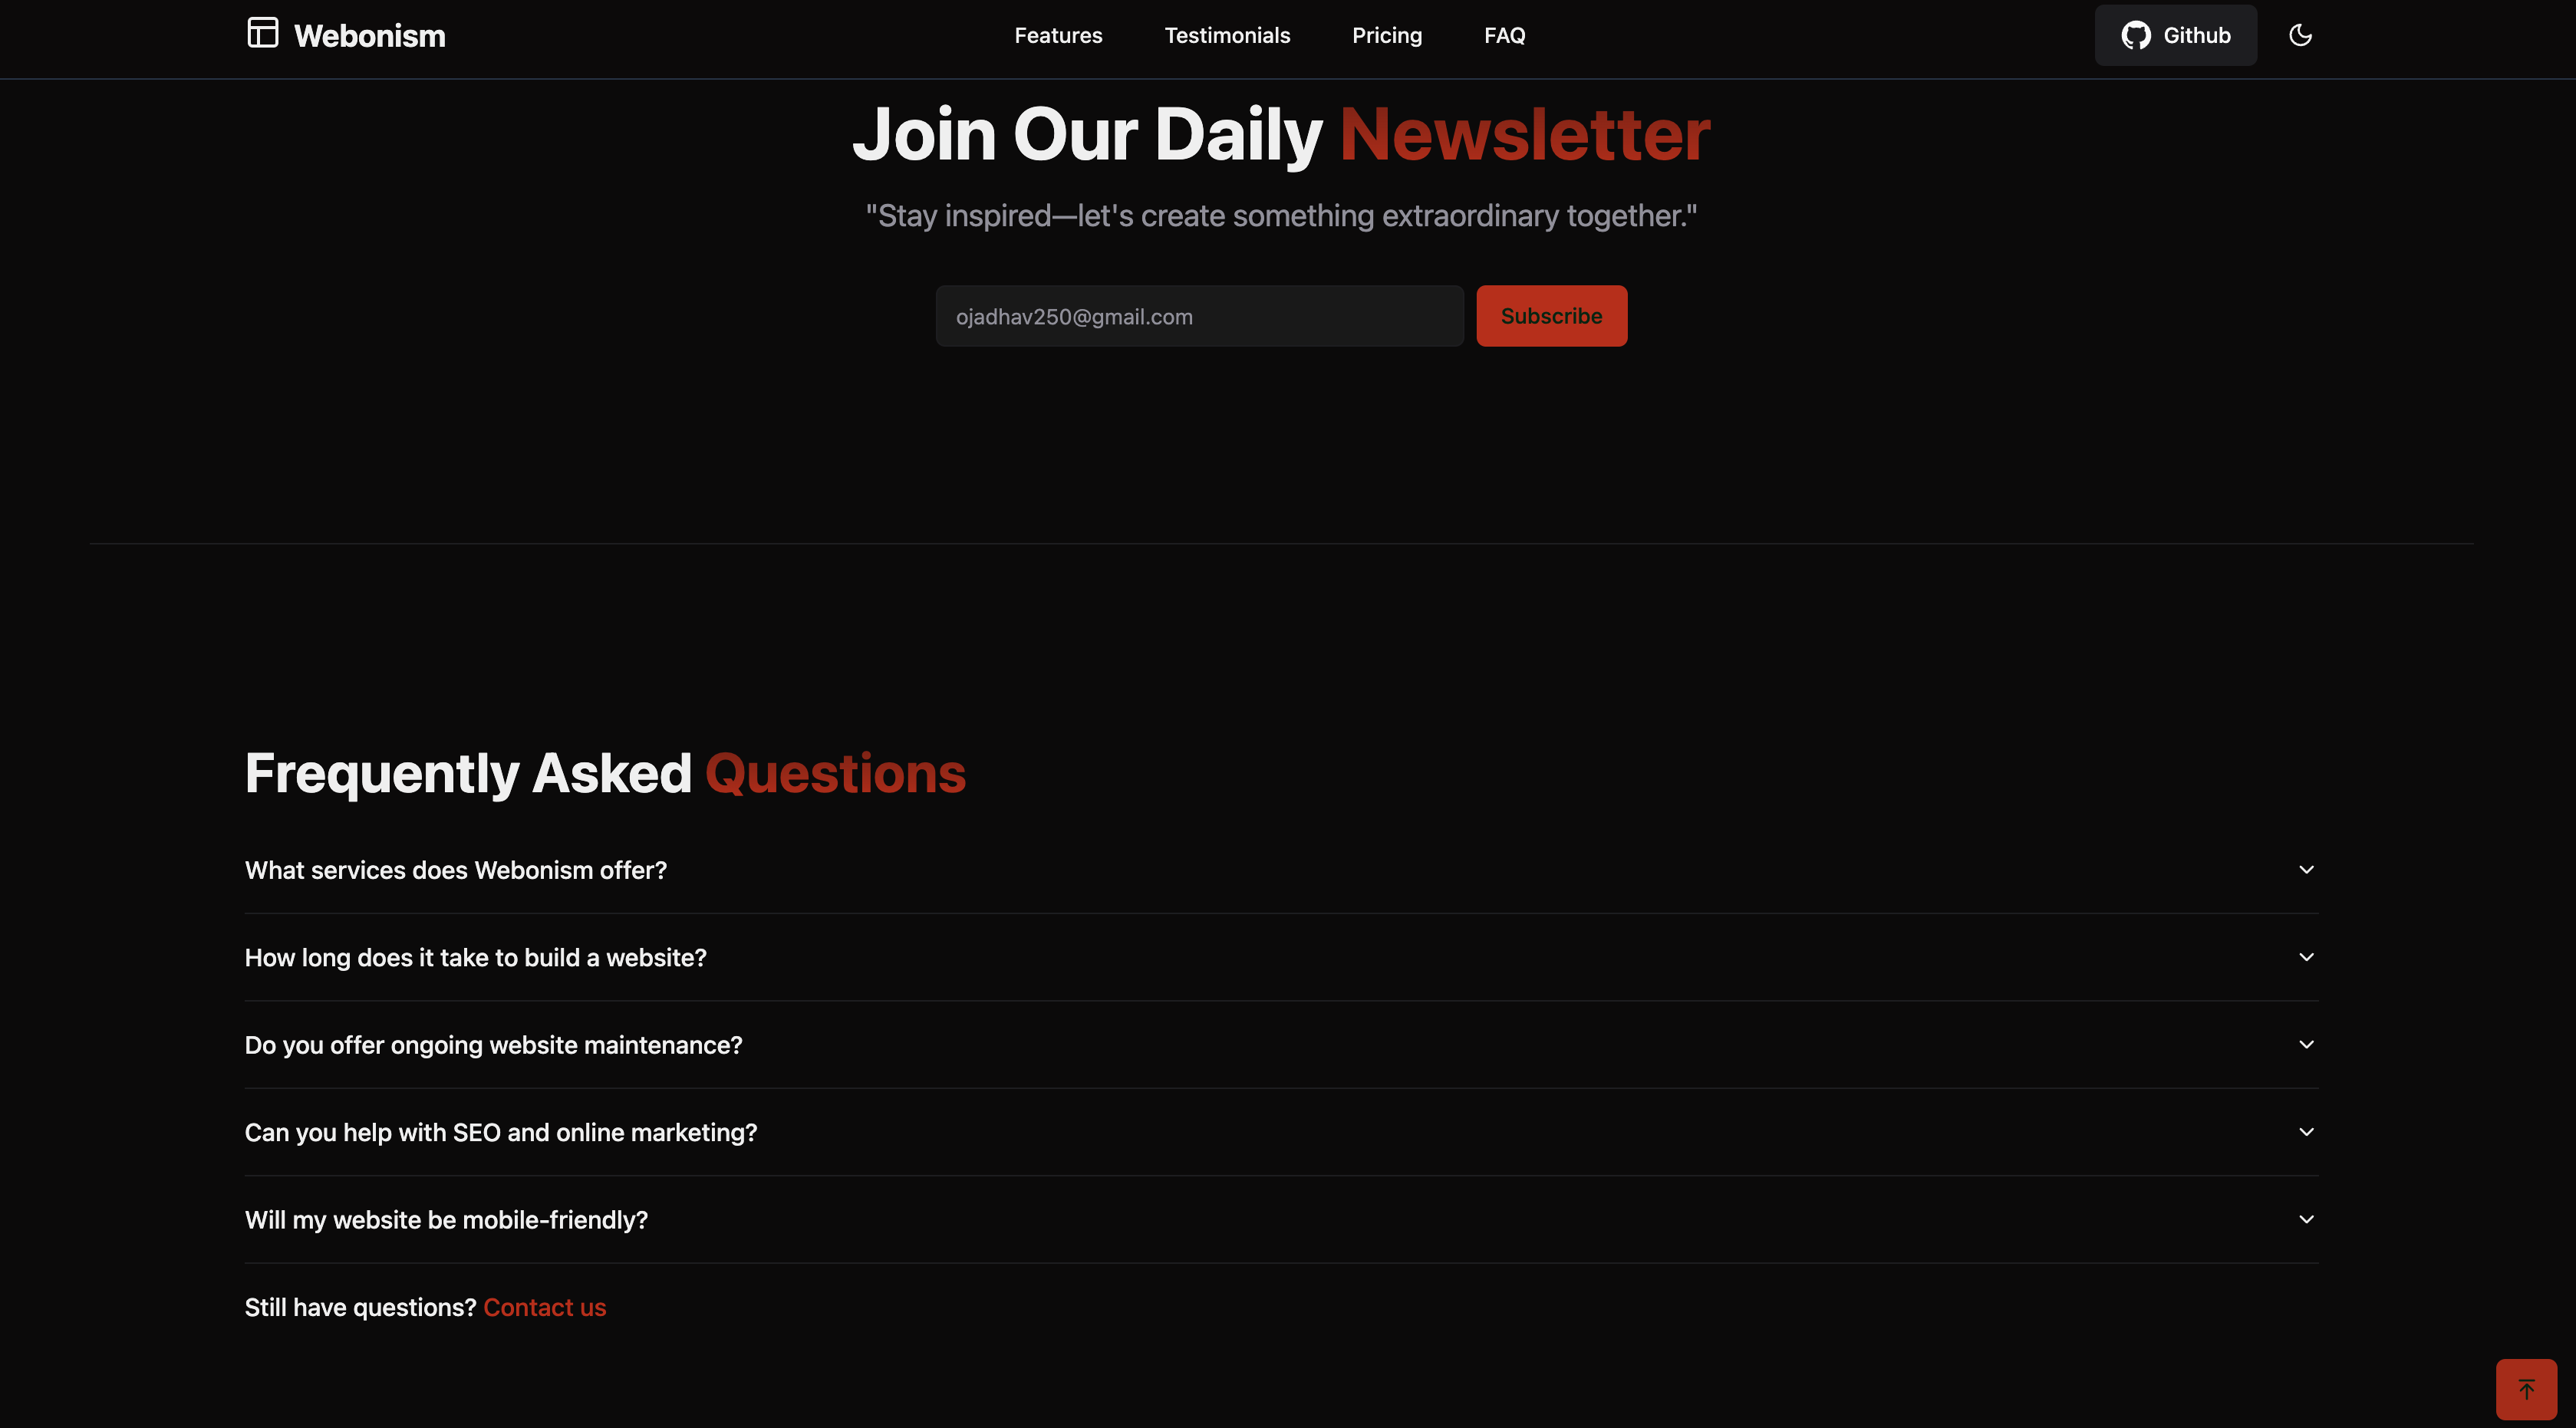 Webonism
Features
Testimonials
Pricing
FAQ
Github
Join Our Daily Newsletter
"Stay inspired—let's create something extraordinary together."
ojadhav250@gmail.com
Subscribe
Frequently Asked Questions
What services does Webonism offer?
How long does it take to build a website?
Do you offer ongoing website maintenance?
Can you help with SEO and online marketing?
Will my website be mobile-friendly?
Still have questions? Contact us